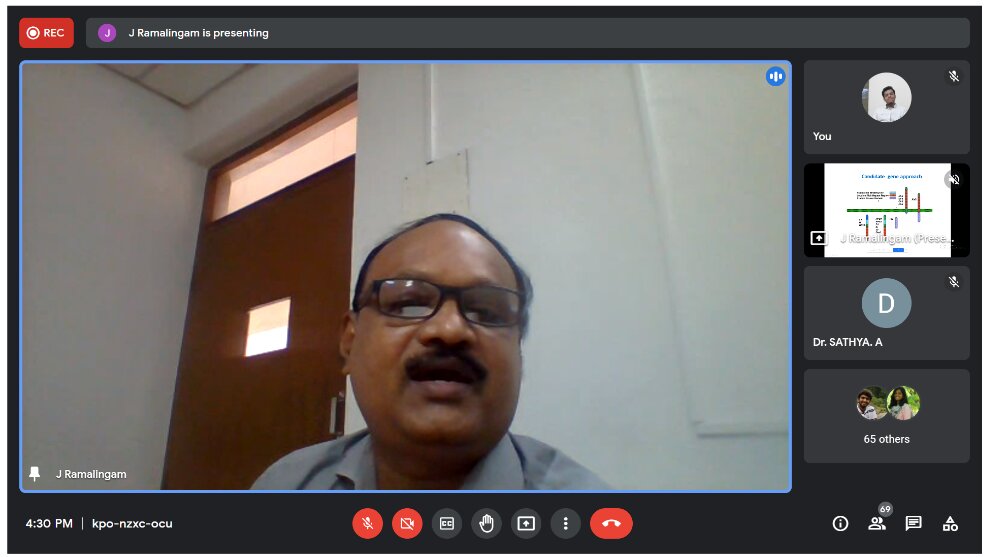 REC
J
J Ramalingam is presenting
You
Candidate gene approach
J Ramalingam (Prese...
D
Dr. SATHYA. A
65 others
J Ramalingam
4:30 PM | kpo-nzxc-ocu
CC
69